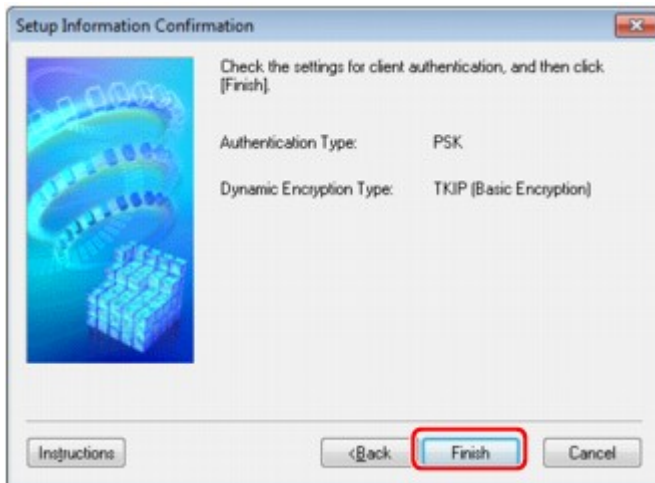 Setup Information Confirmation
Check the settings for client authentication, and then click
[Finish].
Authentication Type: PSK
Dynamic Encryption Type: TKIP (Basic Encryption)
Instructions <Back Finish Cancel